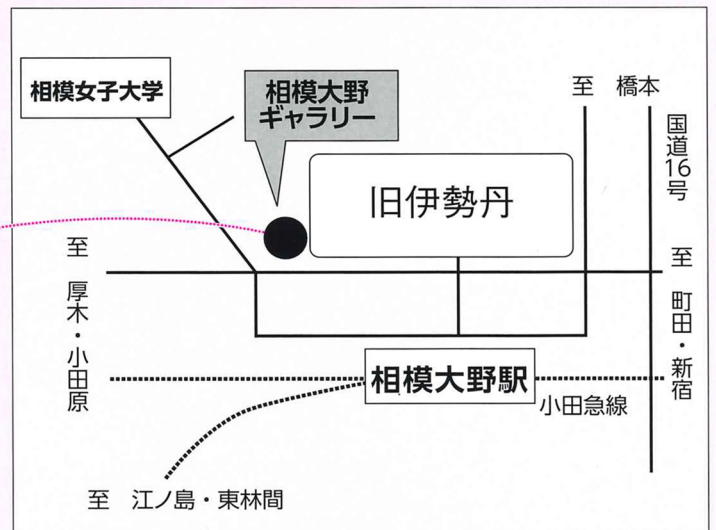 相模女子大学
相模大野
ギャラリー
至 橋本
国道16号
旧伊勢丹
至 厚木・小田原
至 町田・新宿
相模大野駅
小田急線
至 江ノ島・東林間